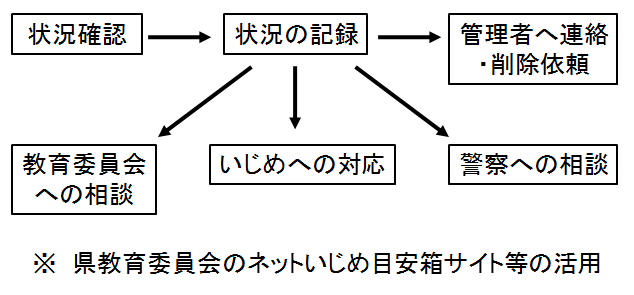 状況確認
状況の記録
管理者へ連絡
・削除依頼
教育委員会
への相談
いじめへの対応
警察への相談
※　県教育委員会のネットいじめ目安箱サイト等の活用